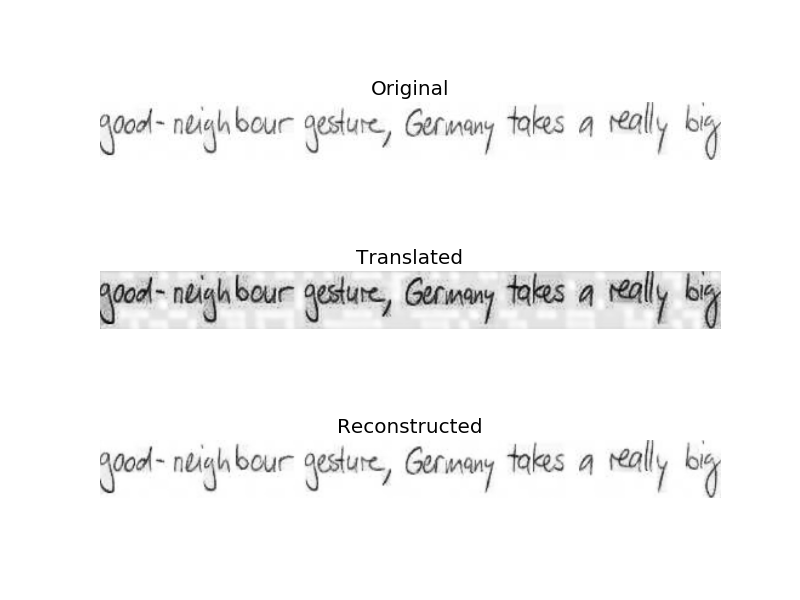 Original
good-neighbour gesture, Germany takes a really big
Translated
good-neighbour gesture, Germany takes a really big
Reconstructed
good-neighbour gesture, Germany takes a really big